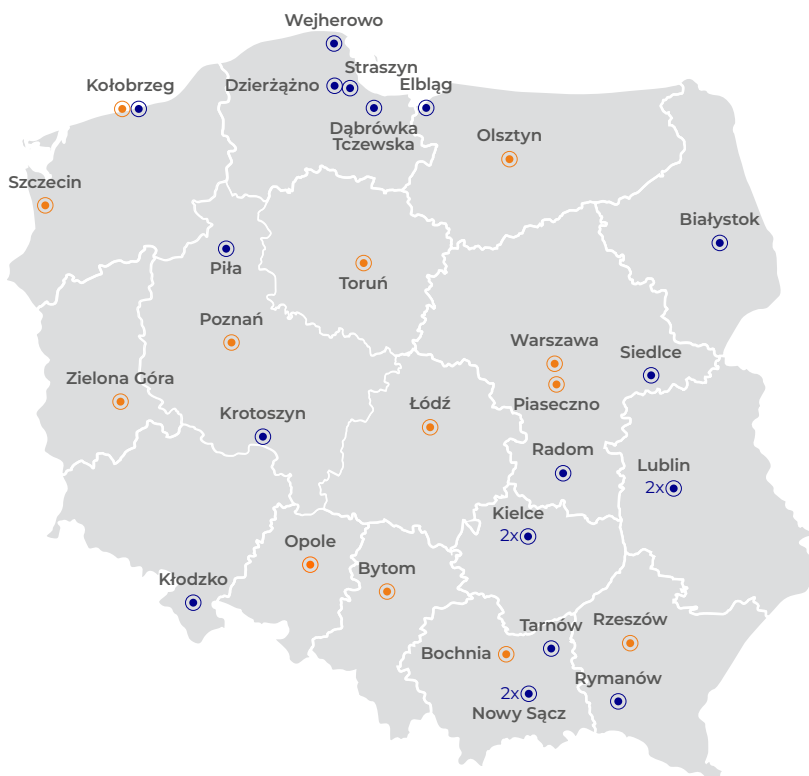 Wejherowo
Kołobrzeg
Dzierżążno
Straszyn
Elbląg
Dąbrówka
Tczewska
Olsztyn
Szczecin
Białystok
Piła
Toruń
Poznań
Warszawa
Siedlce
Zielona Góra
Piaseczno
Krotoszyn
Łódź
Radom
Lublin
2x
Kielce
2x
Opole
Bytom
Kłodzko
Tarnów
Rzeszów
Bochnia
Rymanów
2x
Nowy Sącz